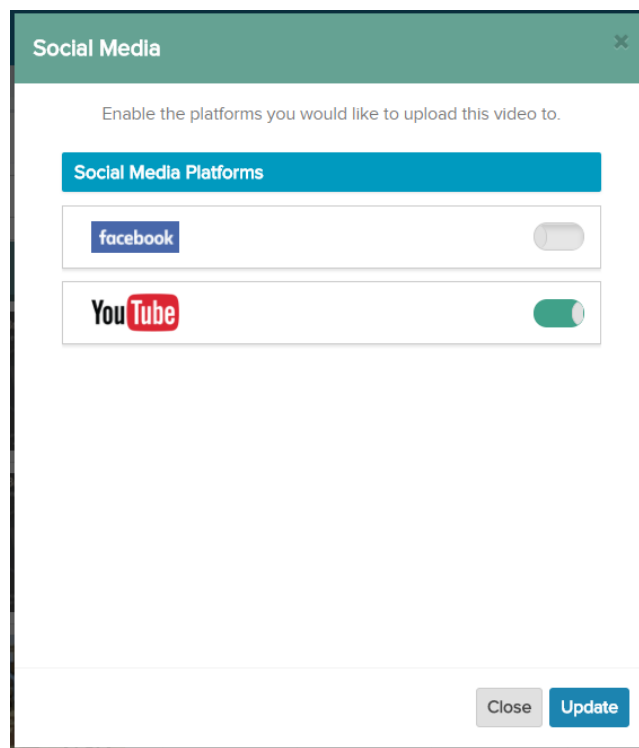 Social Media
Enable the platforms you would like to upload this video to.
Social Media Platforms
facebook
YouTube
Close Update